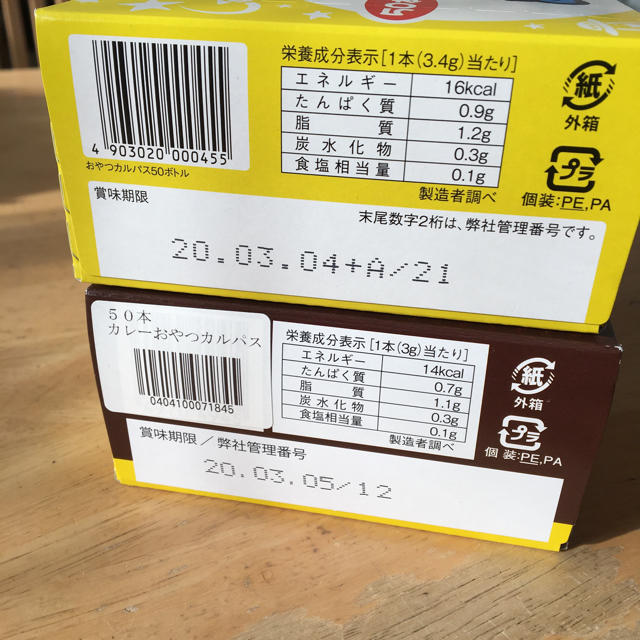 50本
栄養成分表示[1本(3.4g)当たり]
エネルギー 16kcal
たんぱく質 0.9g
脂質 1.2g
炭水化物 0.3g
食塩相当量 0.1g
製造者調べ
紙
外箱
プラ
個装:PE,PA
4 903020 000455
おやつカルパス50ボトル
賞味期限
末尾数字2桁は、弊社管理番号です。
20.03.04+A/21
50本
カレーおやつカルパス
0404100071845
栄養成分表示[1本(3g)当たり]
エネルギー 14kcal
たんぱく質 0.7g
脂質 1.1g
炭水化物 0.3g
食塩相当量 0.1g
製造者調べ
紙
外箱
プラ
個装:PE,PA
賞味期限/弊社管理番号
20.03.05/12